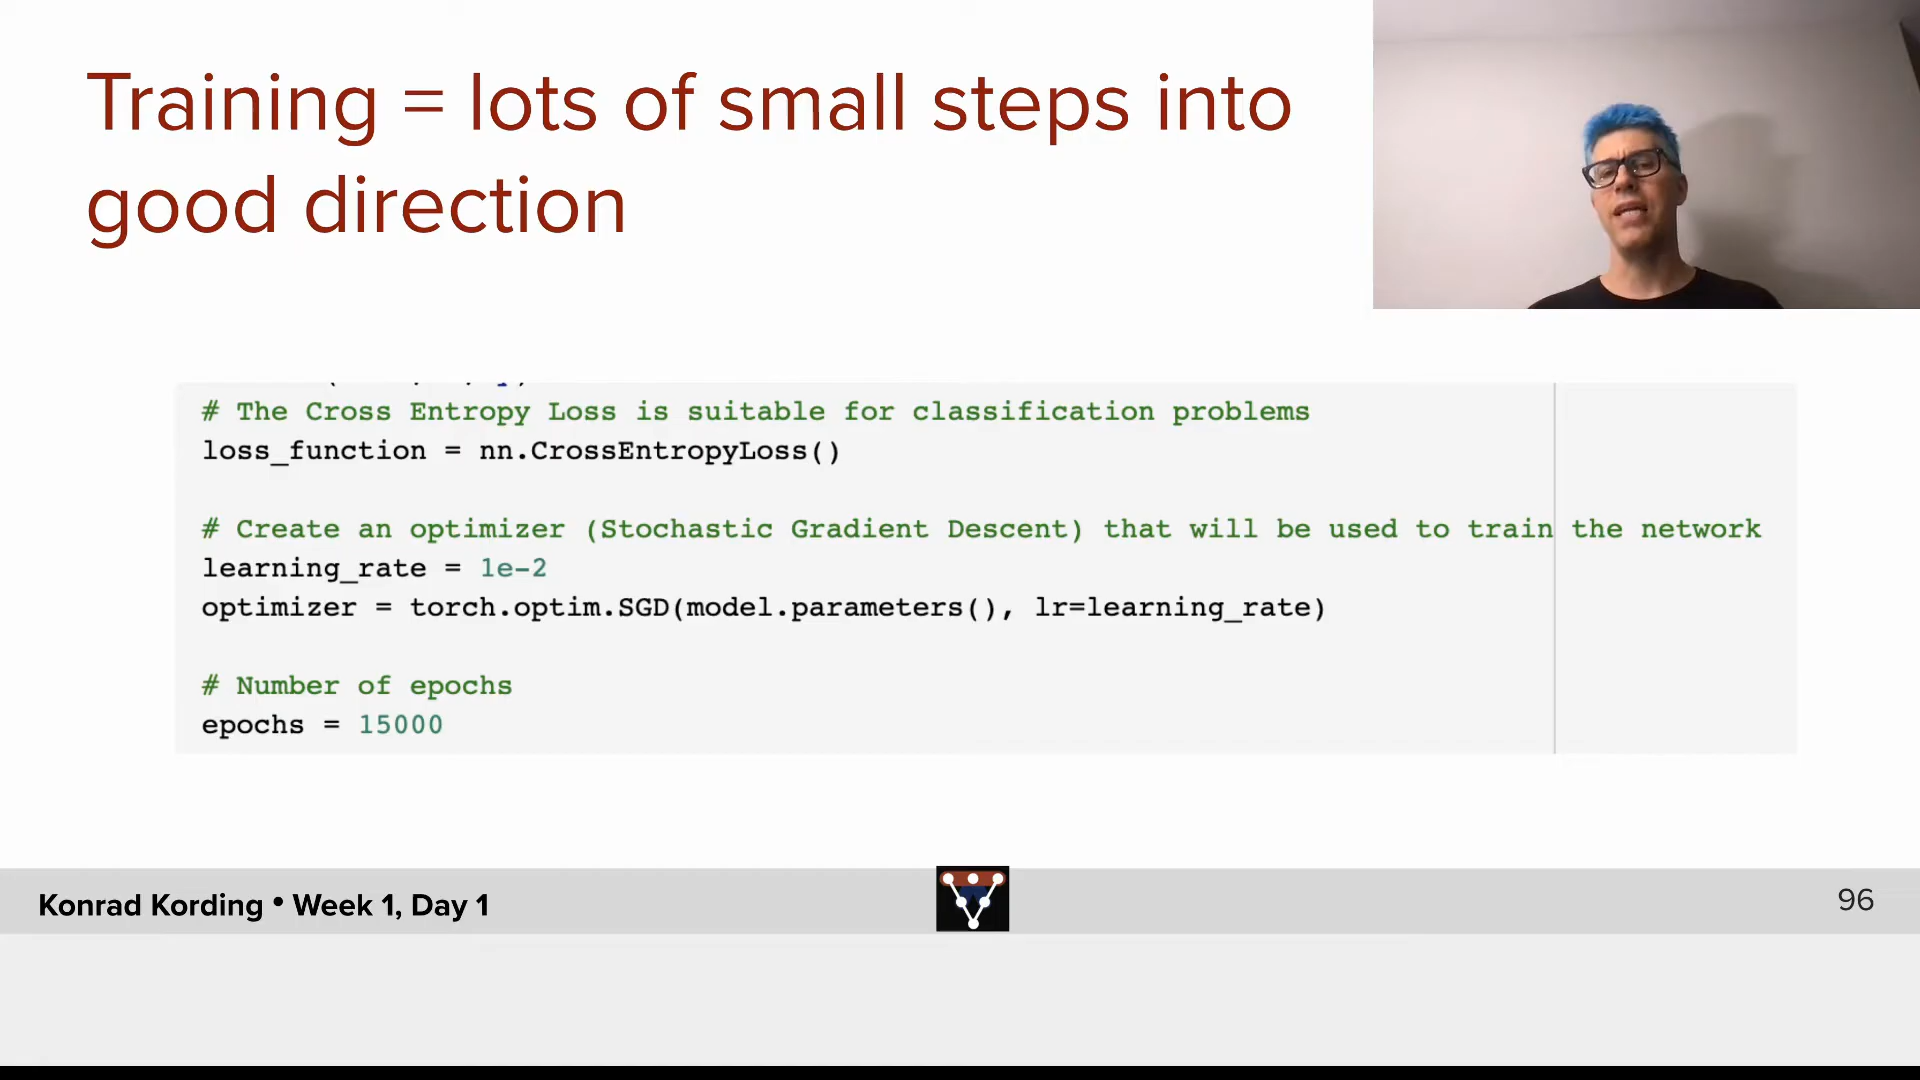 Training = lots of small steps into
good direction
# The Cross Entropy Loss is suitable for classification problems
loss_function = nn.CrossEntropyLoss()
# Create an optimizer (Stochastic Gradient Descent) that will be used to train the network
learning_rate = 1e-2
optimizer = torch.optim.SGD(model.parameters(), lr=learning_rate)
# Number of epochs
epochs = 15000
Konrad Kording • Week 1, Day 1
96